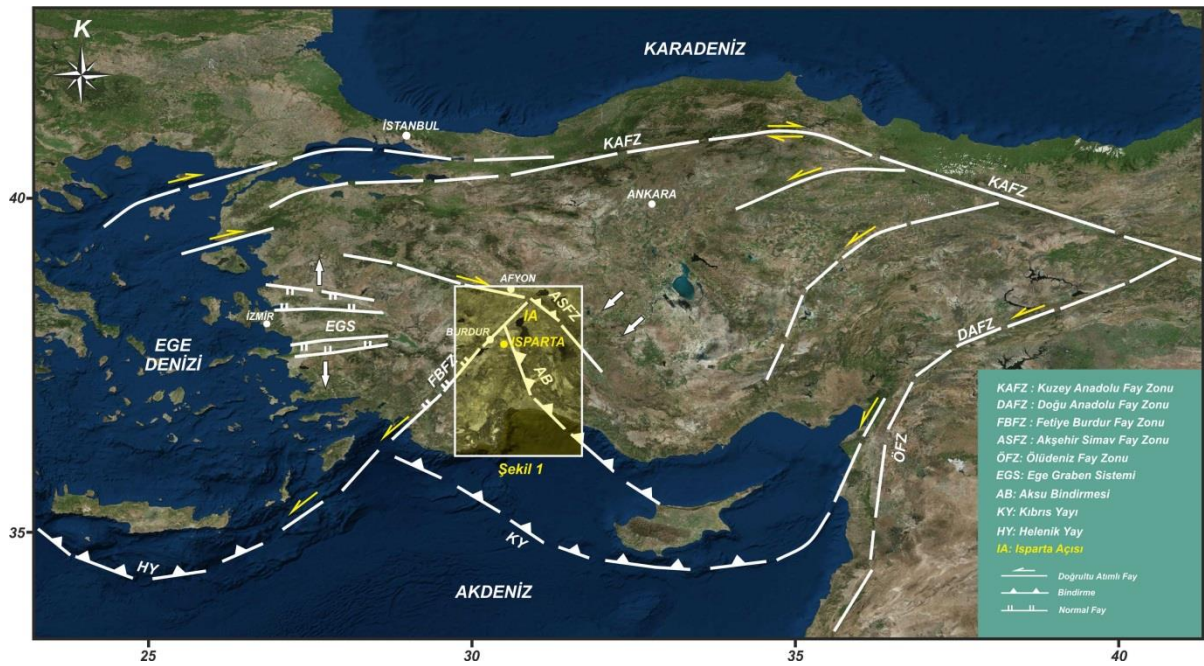 K
KARADENİZ
İSTANBUL
KAFZ
ANKARA
KAFZ
40
AFYON
ASFZ
IA
İZMİR
EGS
BURDUR
ISPARTA
EGE
DENİZİ
FBFZ
AB
DAFZ
ÖFZ
Şekil 1
35
HY
KY
AKDENİZ
KAFZ : Kuzey Anadolu Fay Zonu
DAFZ : Doğu Anadolu Fay Zonu
FBFZ : Fetiye Burdur Fay Zonu
ASFZ : Akşehir Simav Fay Zonu
ÖFZ: Ölüdeniz Fay Zonu
EGS: Ege Graben Sistemi
AB: Aksu Bindirmesi
KY: Kıbrıs Yayı
HY: Helenik Yay
IA: Isparta Açısı
Doğrultu Atımlı Fay
Bindirme
Normal Fay
25
30
35
40